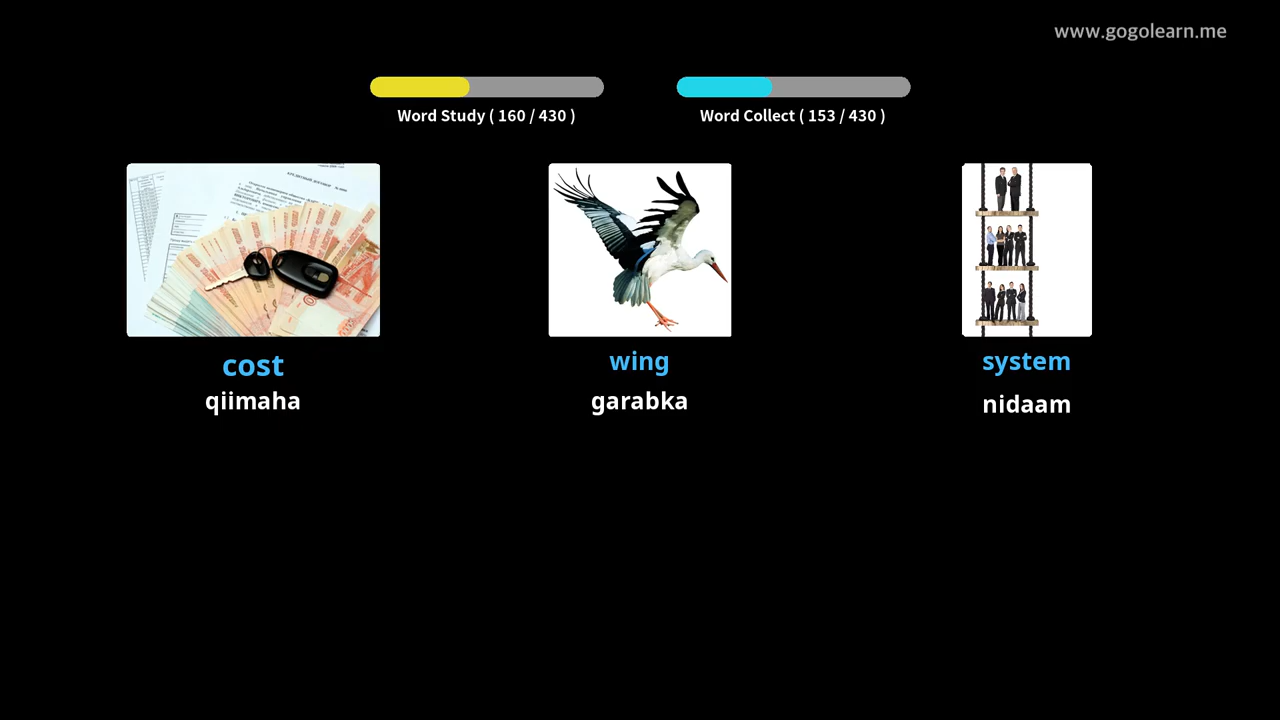 www.gogolearn.me
Word Study ( 160 / 430 )
Word Collect ( 153 / 430 )
cost
qiimaha
wing
garabka
system
nidaam